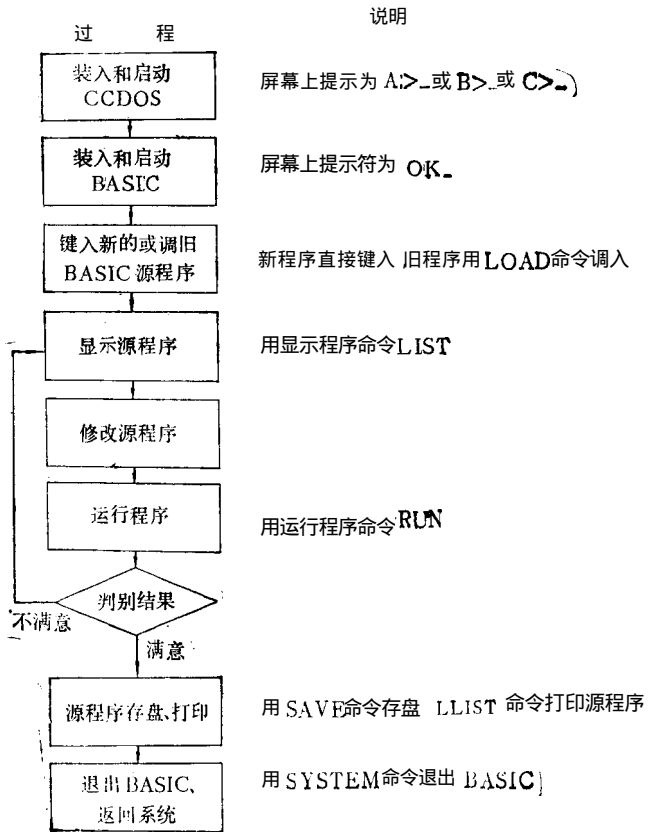 说明
过 程
装入和启动
CCDOS
屏幕上提示为 A:>_或 B>_或 C>_)
装入和启动
BASIC
屏幕上提示符为 OK_
键入新的或调旧
BASIC 源程序
新程序直接键入 旧程序用LOAD命令调入
显示源程序
用显示程序命令LIST
修改源程序
运行程序
用运行程序命令RUN
判别结果
不满意
满意
源程序存盘、打印
用 SAVE命令存盘 LLIST 命令打印源程序
退出 BASIC、
返回系统
用 SYSTEM命令退出 BASIC)